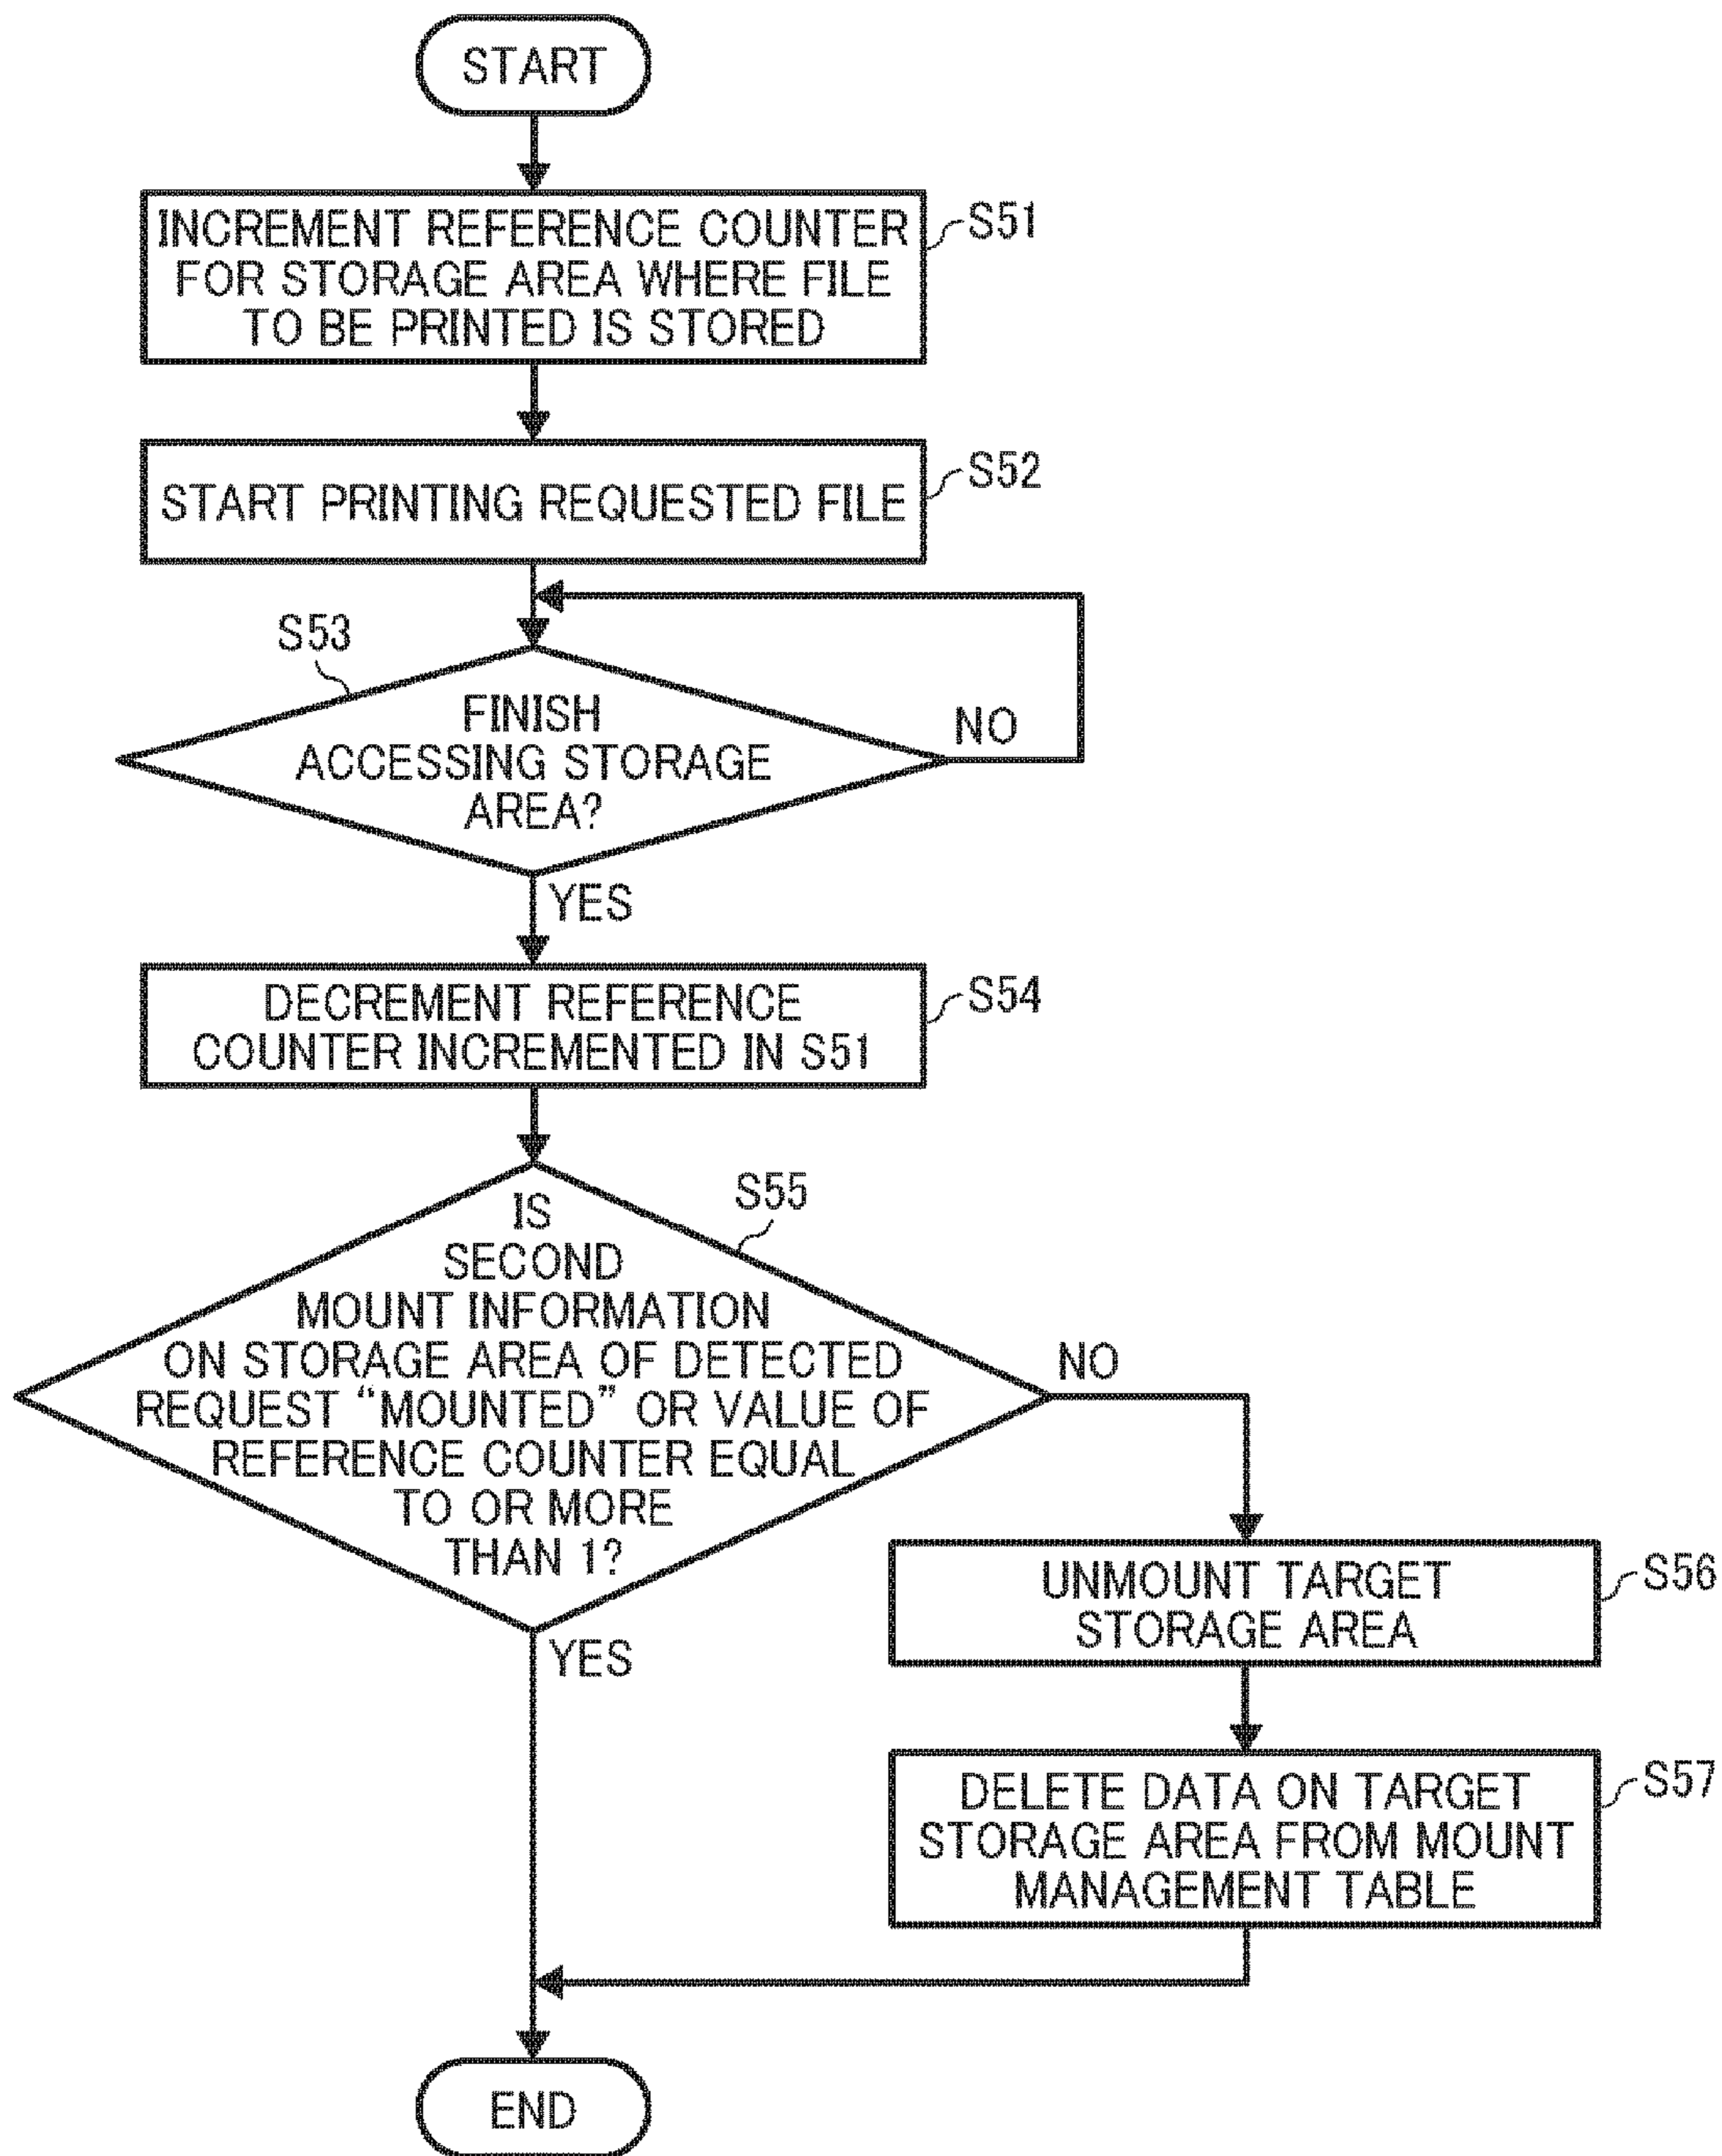 START
INCREMENT REFERENCE COUNTER
FOR STORAGE AREA WHERE FILE
TO BE PRINTED IS STORED
S51
START PRINTING REQUESTED FILE
S52
S53
FINISH
ACCESSING STORAGE
AREA?
NO
YES
DECREMENT REFERENCE
COUNTER INCREMENTED IN S51
S54
S55
IS
SECOND
MOUNT INFORMATION
ON STORAGE AREA OF DETECTED
REQUEST “MOUNTED” OR VALUE OF
REFERENCE COUNTER EQUAL
TO OR MORE
THAN 1?
NO
YES
UNMOUNT TARGET
STORAGE AREA
S56
DELETE DATA ON TARGET
STORAGE AREA FROM MOUNT
MANAGEMENT TABLE
S57
END